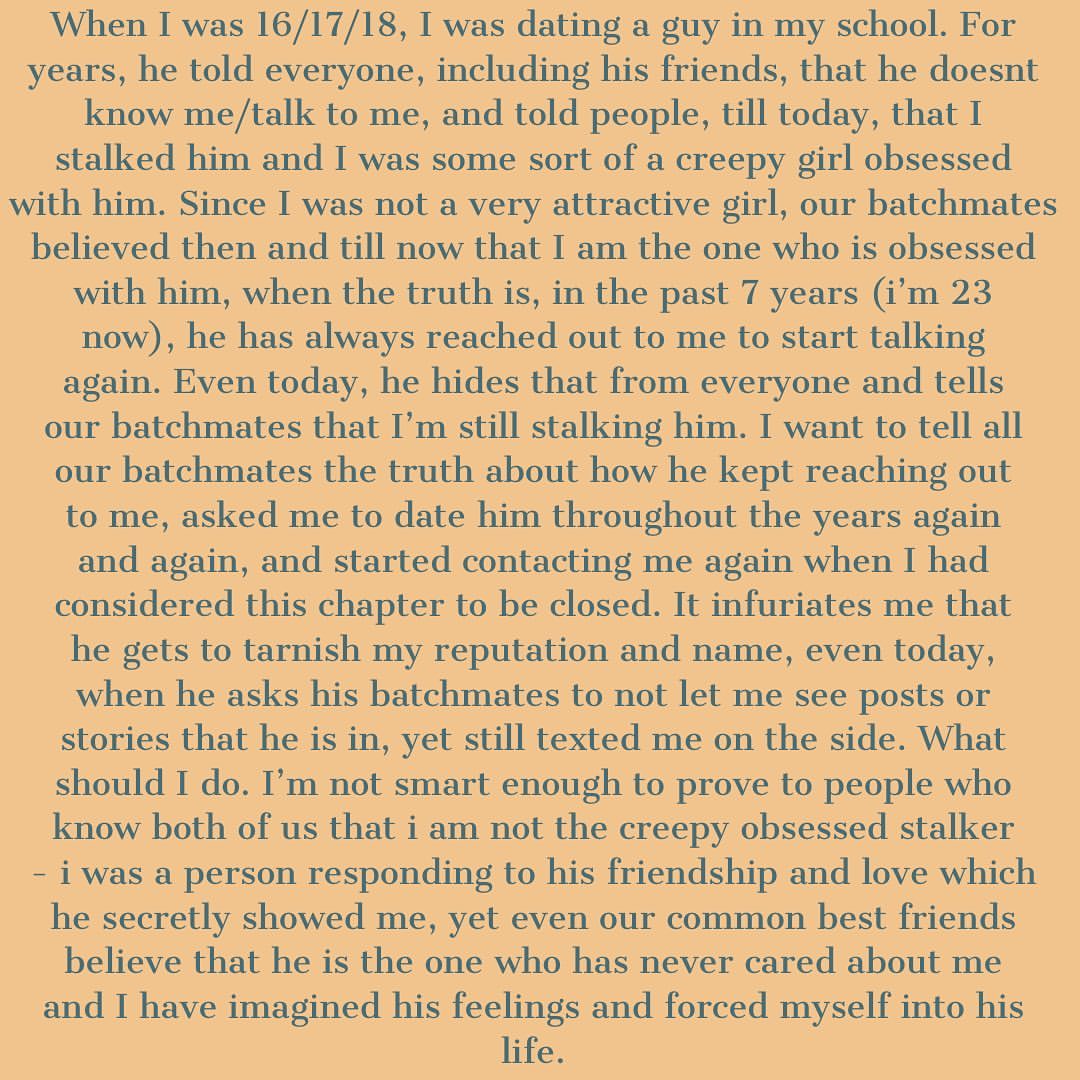 When I was 16/17/18, I was dating a guy in my school. For
years, he told everyone, including his friends, that he doesnt
know me/talk to me, and told people, till today, that I
stalked him and I was some sort of a creepy girl obsessed
with him. Since I was not a very attractive girl, our batchmates
believed then and till now that I am the one who is obsessed
with him, when the truth is, in the past 7 years (i’m 23
now), he has always reached out to me to start talking
again. Even today, he hides that from everyone and tells
our batchmates that I’m still stalking him. I want to tell all
our batchmates the truth about how he kept reaching out
to me, asked me to date him throughout the years again
and again, and started contacting me again when I had
considered this chapter to be closed. It infuriates me that
he gets to tarnish my reputation and name, even today,
when he asks his batchmates to not let me see posts or
stories that he is in, yet still texted me on the side. What
should I do. I’m not smart enough to prove to people who
know both of us that i am not the creepy obsessed stalker
- i was a person responding to his friendship and love which
he secretly showed me, yet even our common best friends
believe that he is the one who has never cared about me
and I have imagined his feelings and forced myself into his
life.